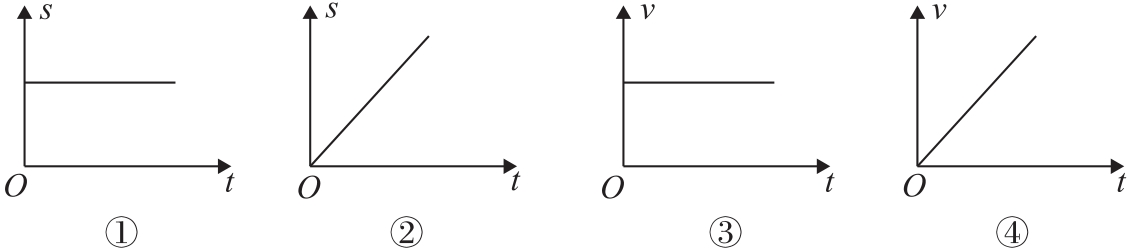 s s v v
O t O t O t O t
① ② ③ ④